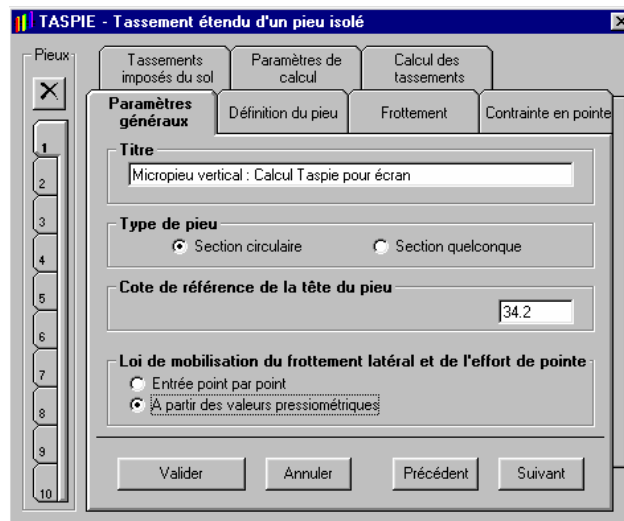 TASPIE - Tassement étendu d'un pieu isolé
Pieux
1
2
3
4
5
6
7
8
9
10
Tassements imposés du sol
Paramètres de calcul
Calcul des tassements
Paramètres généraux
Définition du pieu
Frottement
Contrainte en pointe
Titre
Micropieu vertical : Calcul Taspie pour écran
Type de pieu
Section circulaire
Section quelconque
Cote de référence de la tête du pieu
34.2
Loi de mobilisation du frottement latéral et de l'effort de pointe
Entrée point par point
A partir des valeurs pressiométriques
Valider
Annuler
Précédent
Suivant